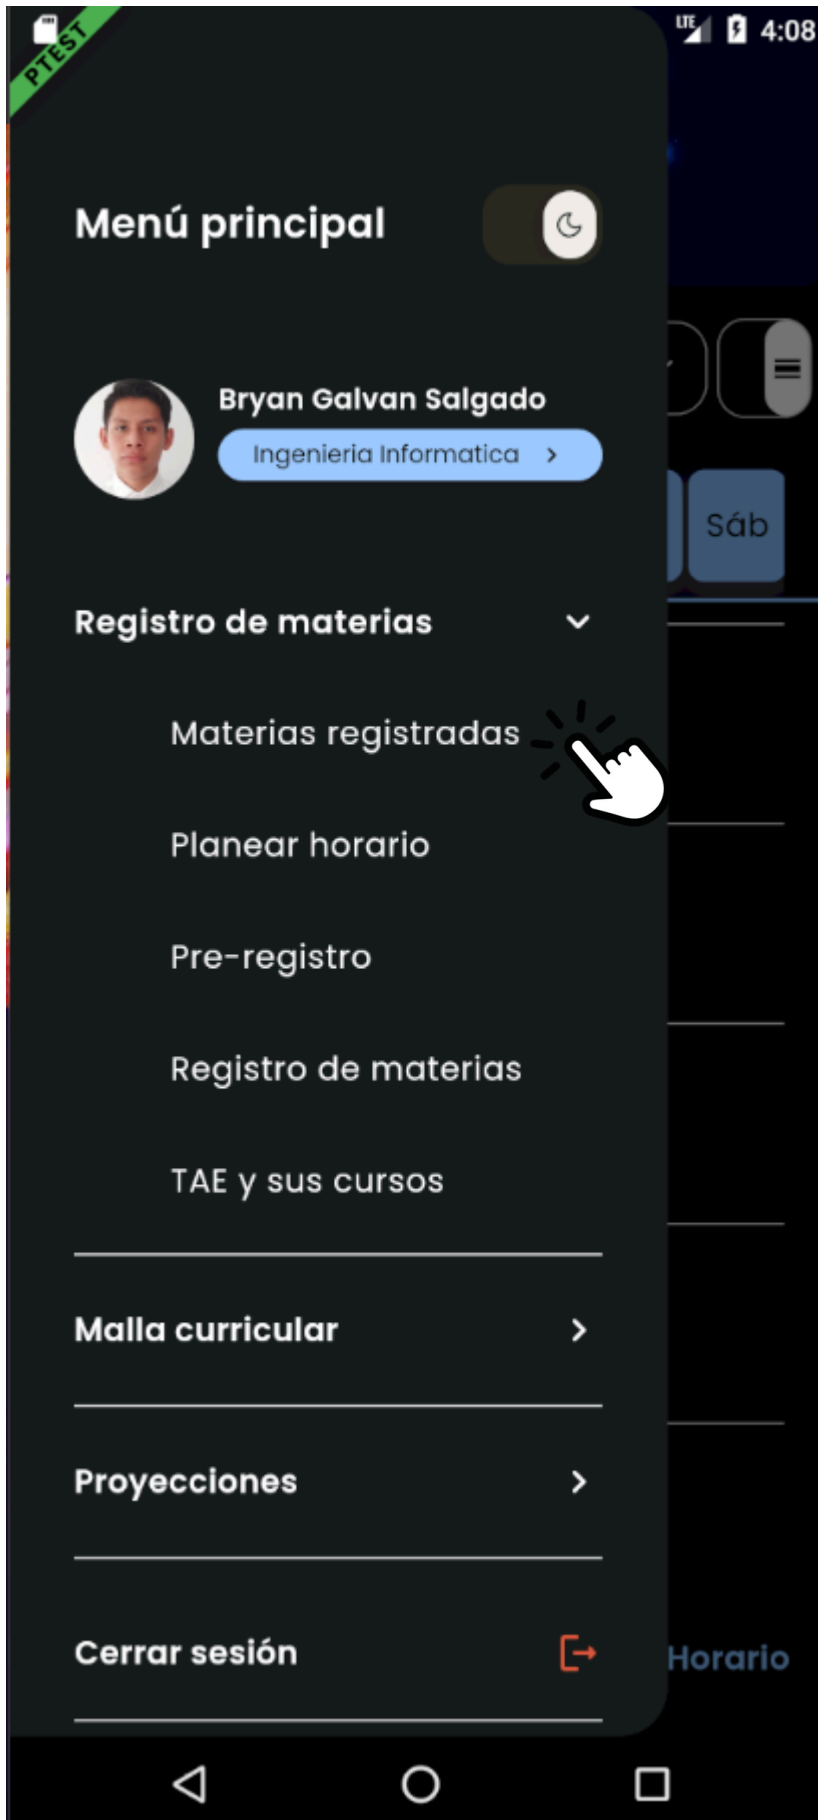 PTEST
LTE 4:08
Menú principal
Bryan Galvan Salgado
Ingenieria Informatica
Sáb
Registro de materias
Materias registradas
Planear horario
Pre-registro
Registro de materias
TAE y sus cursos
Malla curricular
Proyecciones
Cerrar sesión
Horario